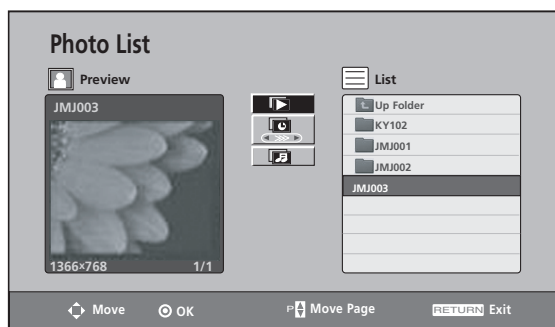 Photo List
Preview
JMJ003
1366×768 1/1
List
Up Folder
KY102
JMJ001
JMJ002
JMJ003
Move OK P Move Page RETURN Exit